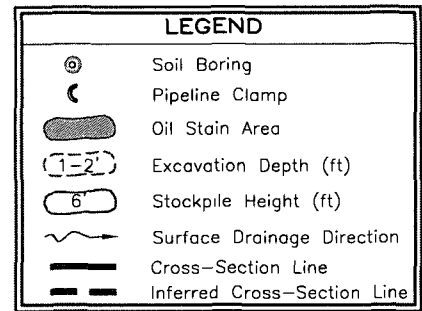 LEGEND
Soil Boring
Pipeline Clamp
Oil Stain Area
1-2' Excavation Depth (ft)
6' Stockpile Height (ft)
Surface Drainage Direction
Cross-Section Line
Inferred Cross-Section Line